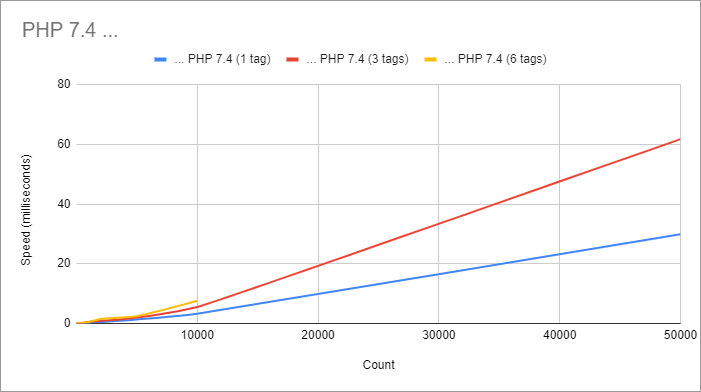 PHP 7.4 ...
... PHP 7.4 (1 tag) ... PHP 7.4 (3 tags) ... PHP 7.4 (6 tags)
80
60
40
20
0
Speed (milliseconds)
10000 20000 30000 40000 50000
Count